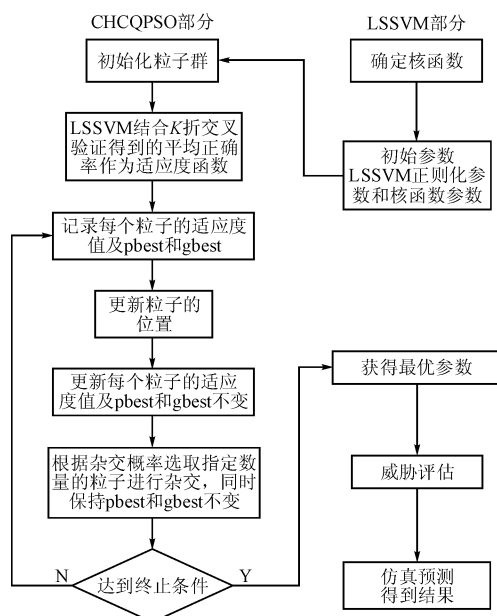 CHCQPSO部分
初始化粒子群
LSSVM结合K折交叉
验证得到的平均正确
率作为适应度函数
记录每个粒子的适应度
值及pbest和gbest
更新粒子的
位置
更新每个粒子的适应
度值及pbest和gbest不变
根据杂交概率选取指定数
量的粒子进行杂交，同时
保持pbest和gbest不变
N
达到终止条件
Y
LSSVM部分
确定核函数
初始参数
LSSVM正则化参
数和核函数参数
获得最优参数
威胁评估
仿真预测
得到结果